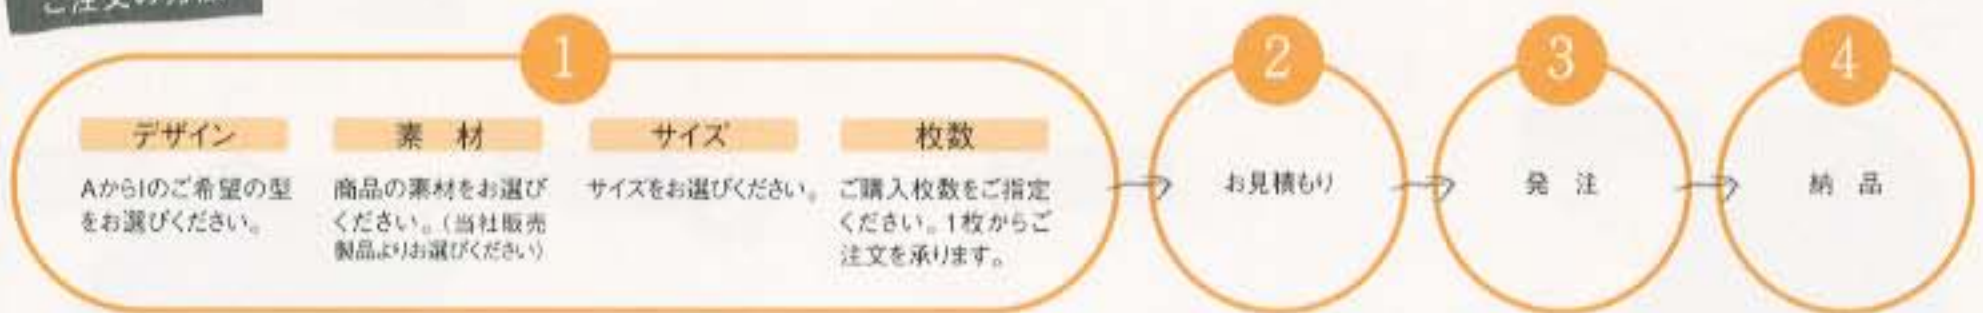 1
デザイン
AからIのご希望の型
をお選びください。
素 材
商品の素材をお選び
ください。(当社販売
製品よりお選びください)
サイズ
サイズをお選びください。
枚数
ご購入枚数をご指定
ください。1枚からご
注文を承ります。
2
お見積もり
3
発 注
4
納 品